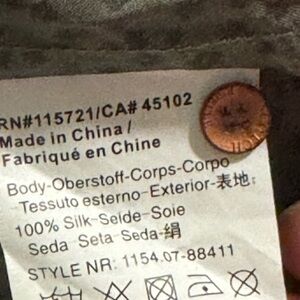 RN#115721/CA# 45102
Made in China /
Fabriqué en Chine
Body-Oberstoff-Corps-Corpo
Tessuto esterno-Exterior-表地:
100% Silk-Seide-Soie
Seda-Seta-Seda-絹
STYLE NR: 1154.07-88411